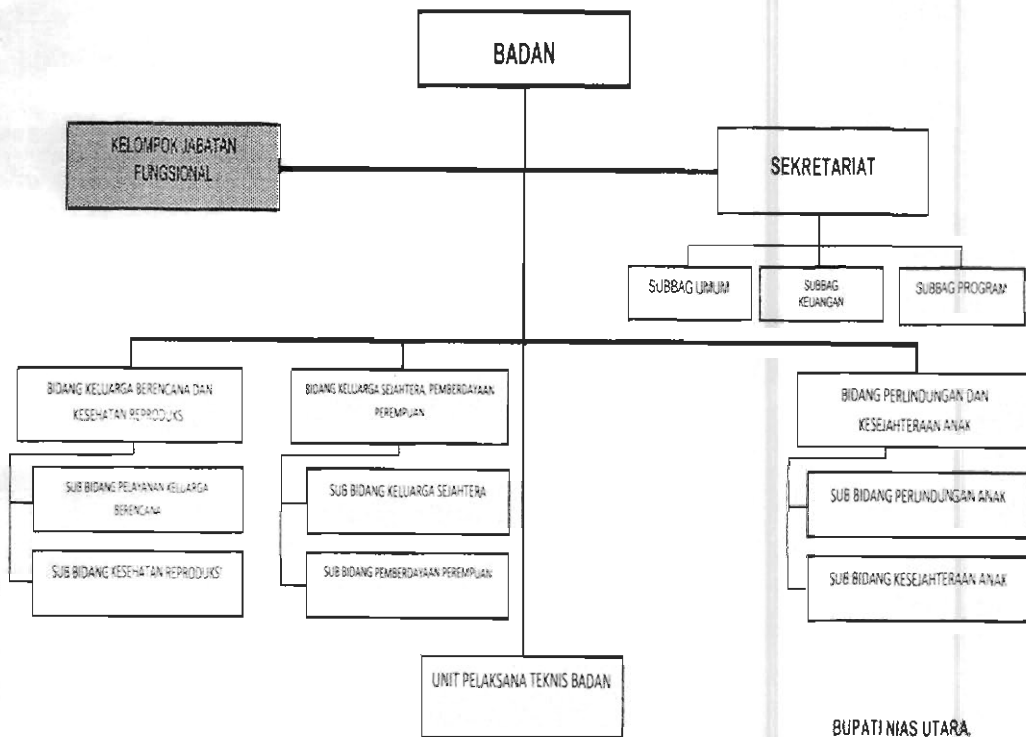 BADAN
KELOMPOK JABATAN
FUNGSIONAL
SEKRETARIAT
SUBBAG UMUM
SUBBAG
KEUANGAN
SUBBAG PROGRAM
BIDANG KELUARGA BERENCANA DAN
KESEHATAN REPRODUKS
BIDANG KELUARGA SEJAHTERA, PEMBERDAYAAN
PEREMPUAN
BIDANG PERLINDUNGAN DAN
KESEJAHTERAAN ANAK
SUB BIDANG PELAYANAN KELUARGA
BERENCANA
SUB BIDANG KELUARGA SEJAHTERA
SUB BIDANG PERLINDUNGAN ANAK
SUB BIDANG KESEHATAN REPRODUKS
SUB BIDANG PEMBERDAYAAN PEREMPUAN
SUB BIDANG KESEJAHTERAAN ANAK
UNIT PELAKSANA TEKNIS BADAN
BUPATI NIAS UTARA,